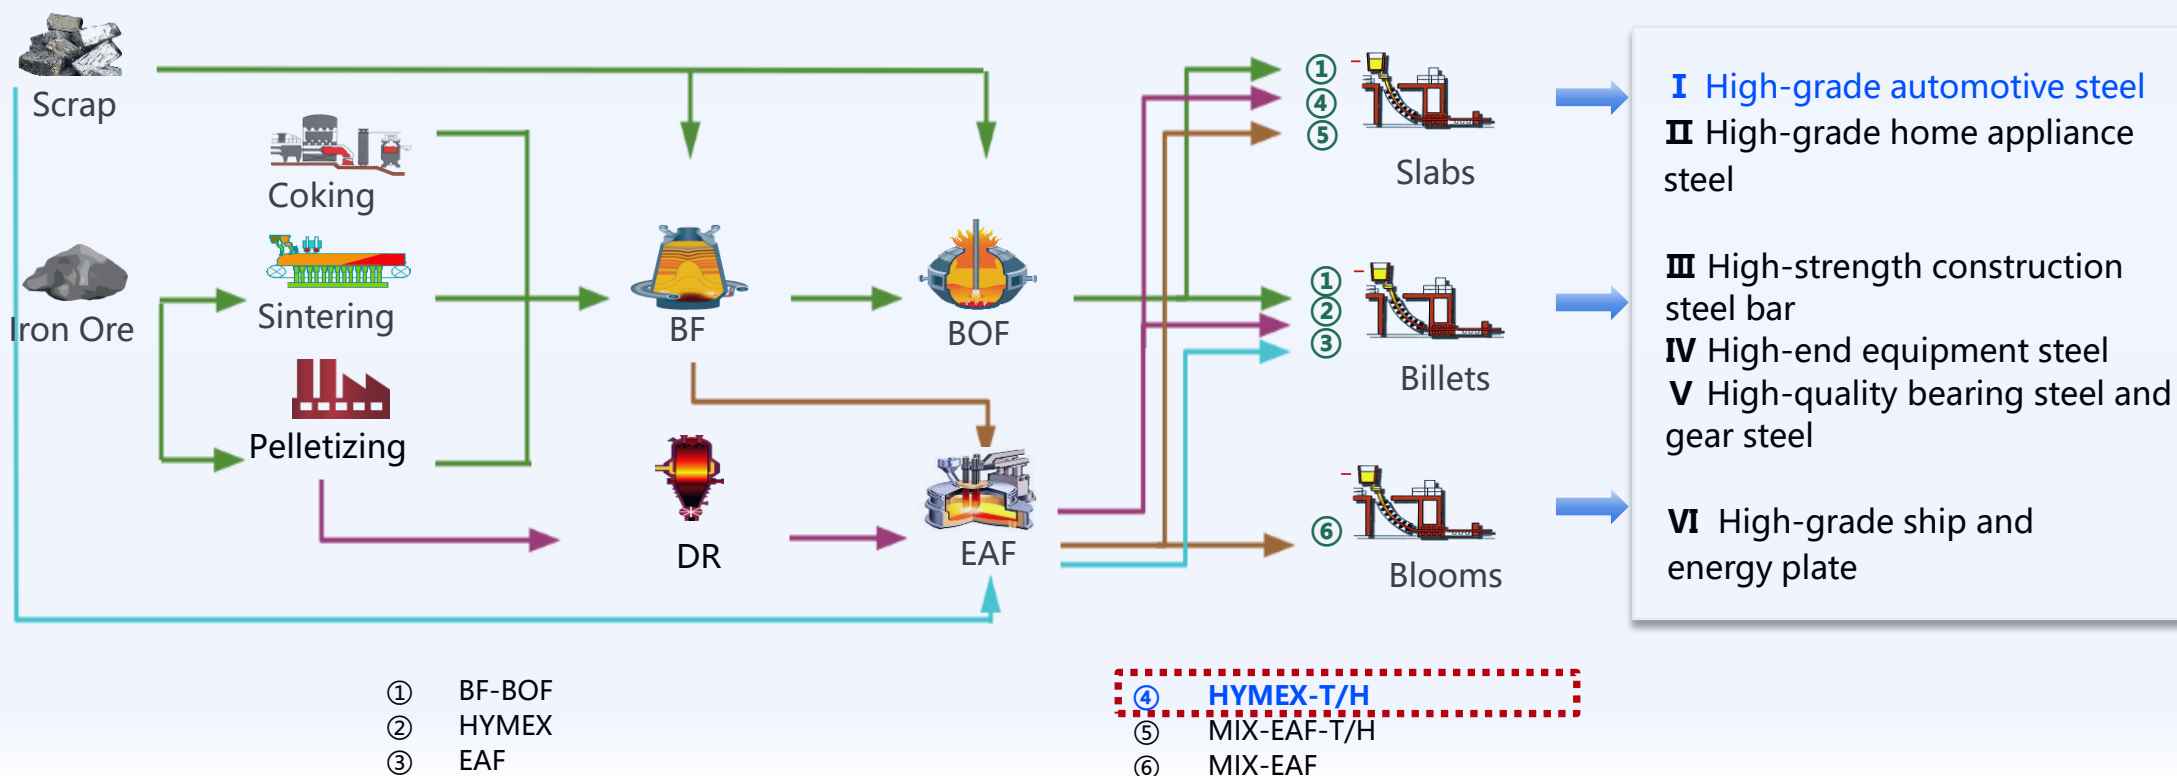 Scrap
Coking
Sintering
Iron Ore
Pelletizing
BF
BOF
DR
EAF
①
④
⑤
Slabs
①
②
③
Billets
⑥
Blooms
Ⅰ High-grade automotive steel
Ⅱ High-grade home appliance
steel
Ⅲ High-strength construction
steel bar
Ⅳ High-end equipment steel
Ⅴ High-quality bearing steel and
gear steel
Ⅵ High-grade ship and
energy plate
① BF-BOF
② HYMEX
③ EAF
④ HYMEX-T/H
⑤ MIX-EAF-T/H
⑥ MIX-EAF